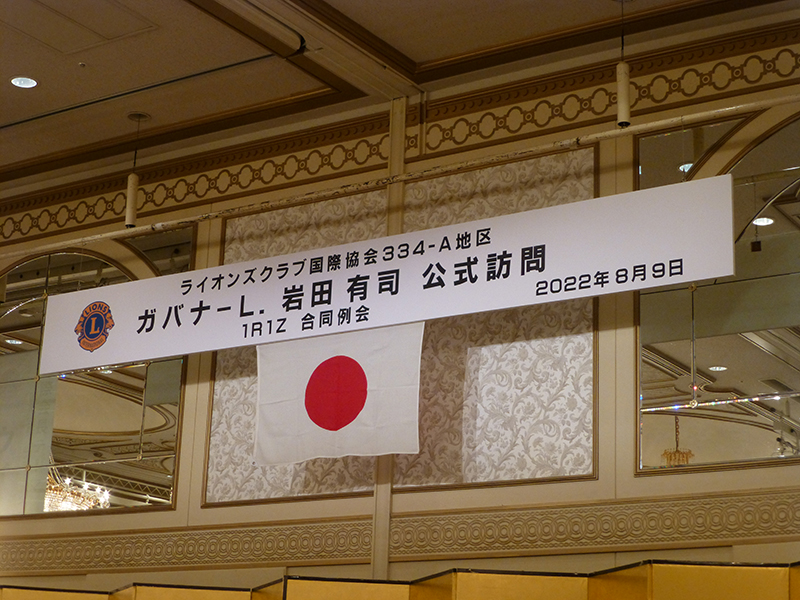 ライオンズクラブ国際協会334-A地区
ガバナーL. 岩田 有司 公式訪問
1R1Z 合同例会
2022年8月9日
LIONS
L